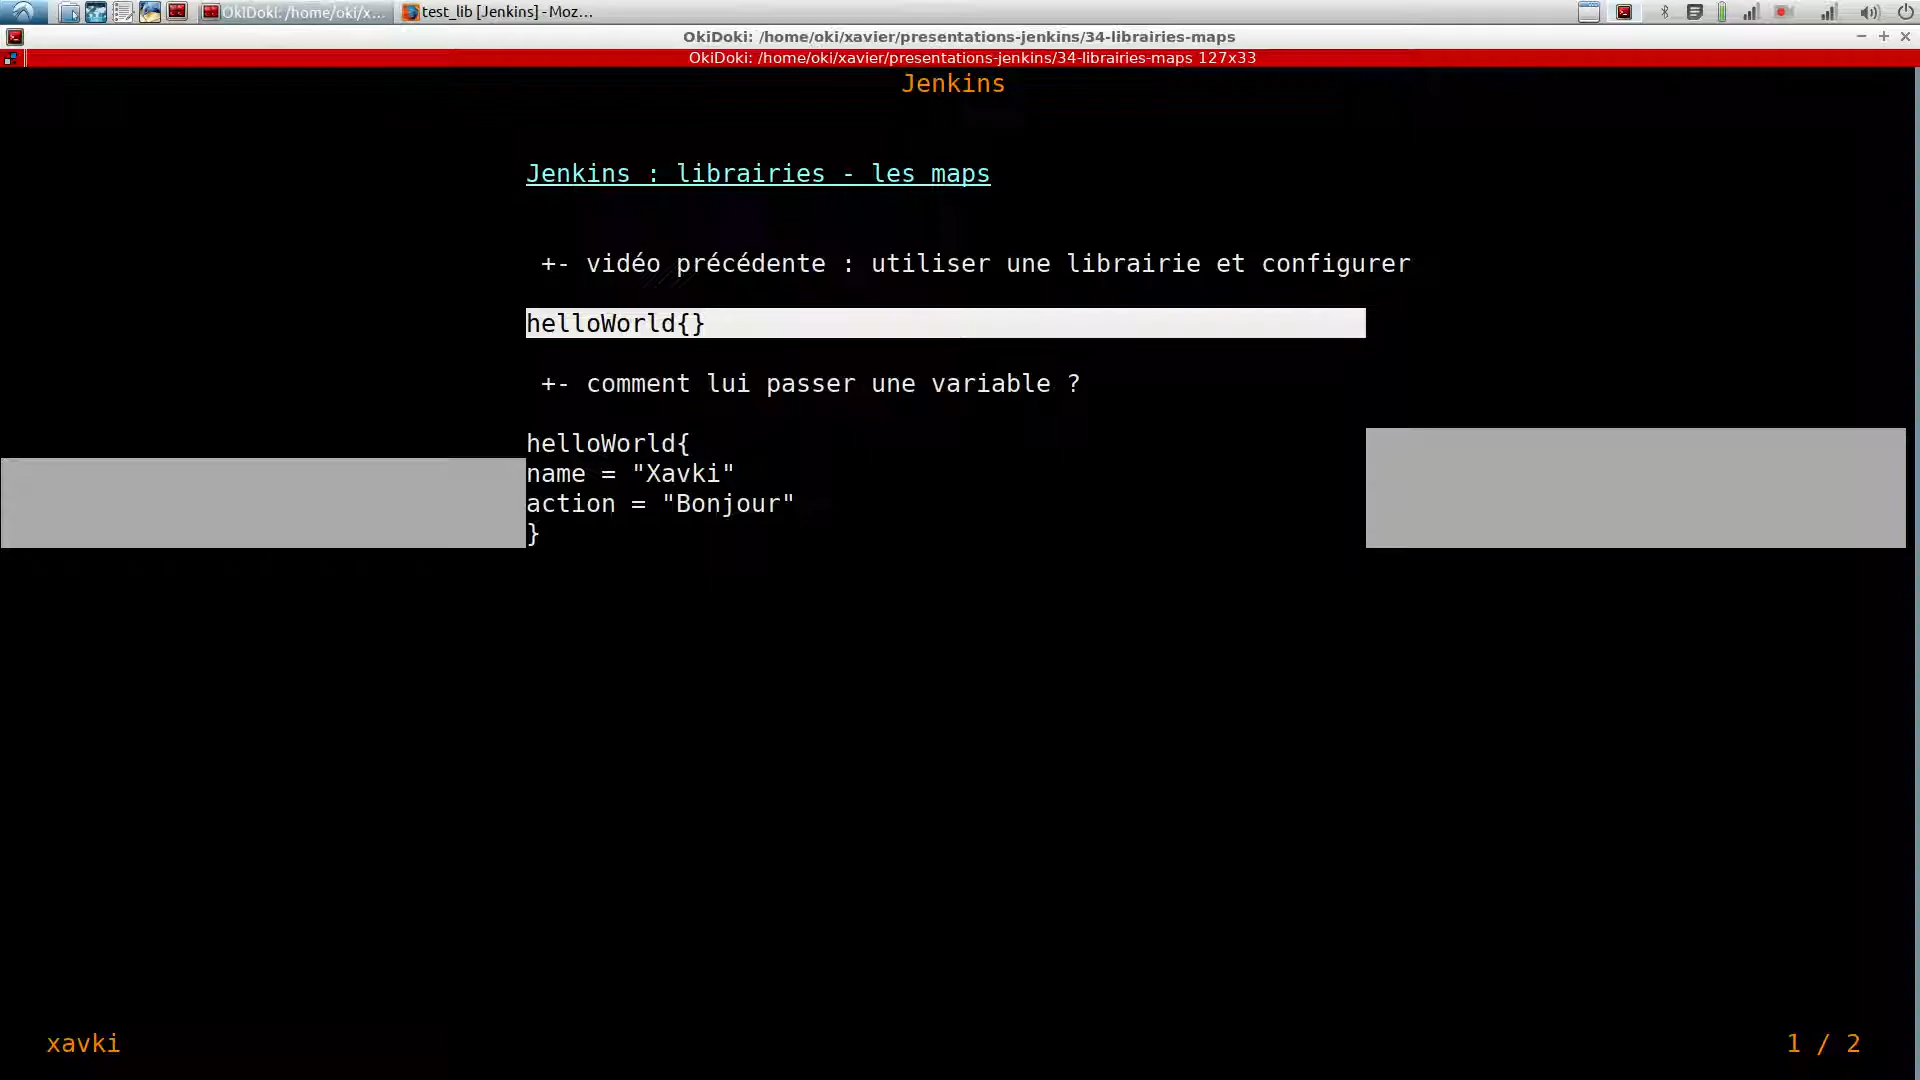 OkiDoki: /home/oki/x...
test_lib [Jenkins] - Moz...
OkiDoki: /home/oki/xavier/presentations-jenkins/34-librairies-maps
OkiDoki: /home/oki/xavier/presentations-jenkins/34-librairies-maps 127x33
Jenkins
Jenkins : librairies - les maps
+- vidéo précédente : utiliser une librairie et configurer
helloWorld{}
+- comment lui passer une variable ?
helloWorld{
name = "Xavki"
action = "Bonjour"
}
xavki
1 / 2